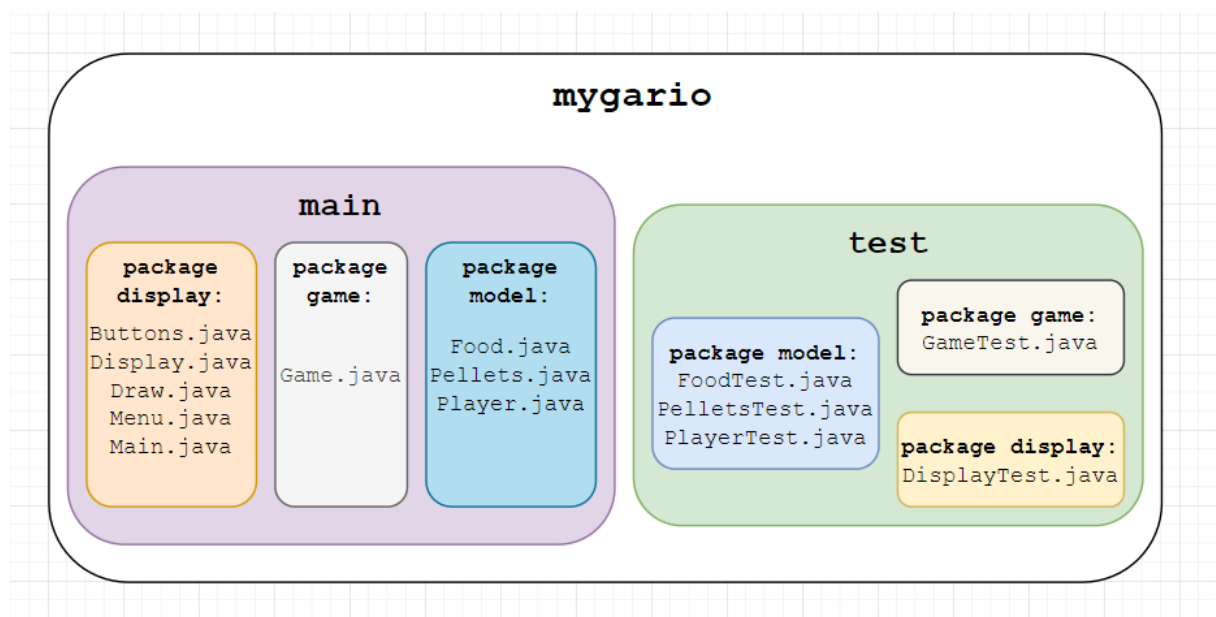 mygario
main
package
display:
Buttons.java
Display.java
Draw.java
Menu.java
Main.java
package
game:
Game.java
package
model:
Food.java
Pellets.java
Player.java
test
package model:
FoodTest.java
PelletsTest.java
PlayerTest.java
package game:
GameTest.java
package display:
DisplayTest.java